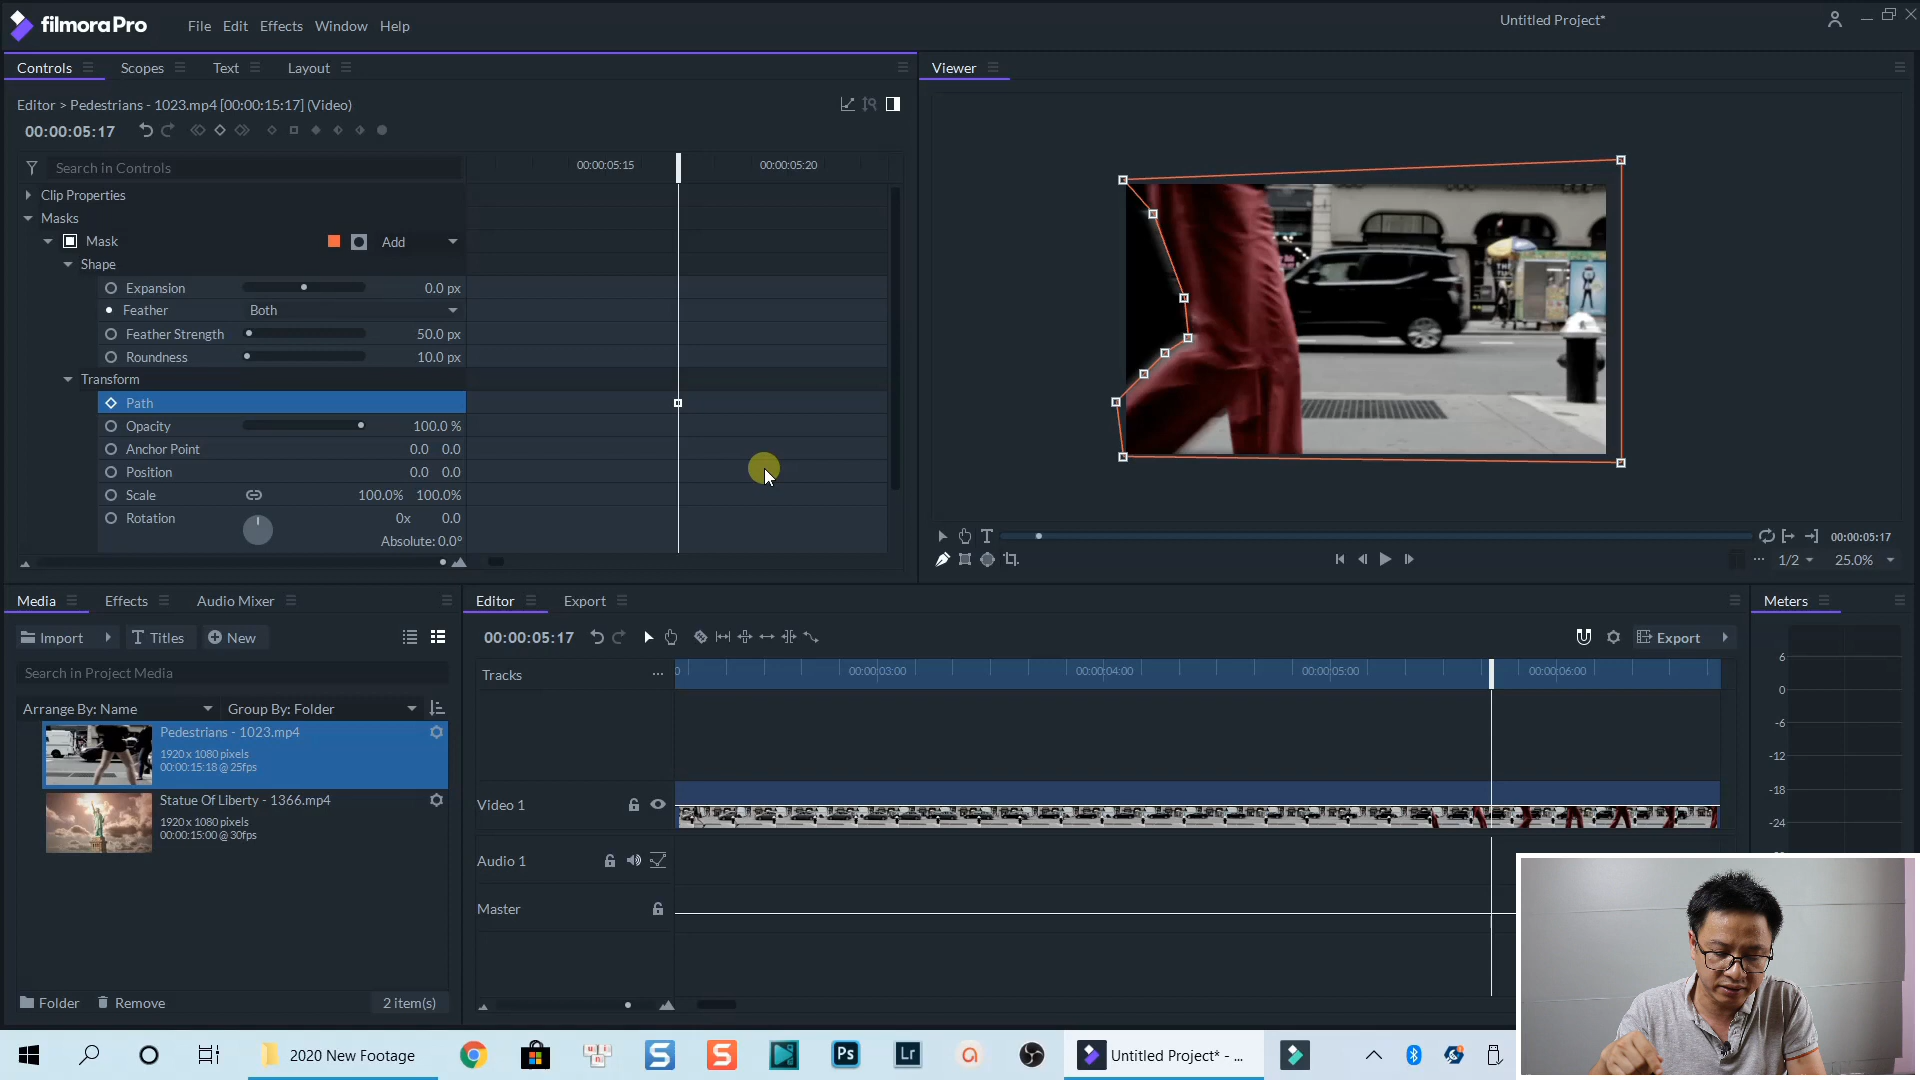 filmoraPro File Edit Effects Window Help Untitled Project*
Controls Scopes Text Layout Viewer
Editor > Pedestrians - 1023.mp4 [00:00:15:17] (Video)
00:00:05:17
Search in Controls 00:00:05:15 00:00:05:20
Clip Properties
Masks
Mask Add
Shape
Expansion 0.0 px
Feather Both
Feather Strength 50.0 px
Roundness 10.0 px
Transform
Path
Opacity 100.0 %
Anchor Point 0.0 0.0
Position 0.0 0.0
Scale 100.0% 100.0%
Rotation 0x 0.0
Absolute: 0.0°
T 00:00:05:17
1/2 25.0%
Media Effects Audio Mixer Editor Export Meters
Import Titles New 00:00:05:17 Export
Search in Project Media Tracks 00:00:03:00 00:00:04:00 00:00:05:00 00:00:06:00
Arrange By: Name Group By: Folder
Pedestrians - 1023.mp4
1920 x 1080 pixels
00:00:15:18 @ 25fps
Statue Of Liberty - 1366.mp4
1920 x 1080 pixels
00:00:15:00 @ 30fps
Video 1
Audio 1
Master
6
0
-6
-12
-18
-24
Folder Remove 2 item(s)
2020 New Footage S S Ps Lr a Untitled Project* - ...